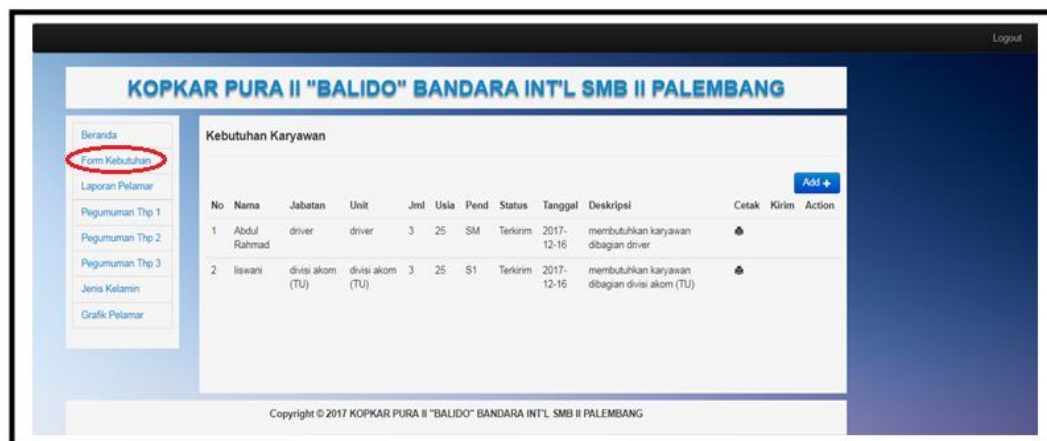 Logout
KOPKAR PURA II "BALIDO" BANDARA INT'L SMB II PALEMBANG
Beranda
Form Kebutuhan
Laporan Pelamar
Pegumuman Thp 1
Pegumuman Thp 2
Pegumuman Thp 3
Jenis Kelamin
Grafik Pelamar
Kebutuhan Karyawan
Add +
No Nama Jabatan Unit Jml Usia Pend Status Tanggal Deskripsi Cetak Kirim Action
1 Abdul driver driver 3 25 SM Terkirim 2017- membutuhkan karyawan
Rahmad 12-16 dibagian driver
2 liswani divisi akom divisi akom 3 25 S1 Terkirim 2017- membutuhkan karyawan
(TU) (TU) 12-16 dibagian divisi akom (TU)
Copyright © 2017 KOPKAR PURA II "BALIDO" BANDARA INT'L SMB II PALEMBANG